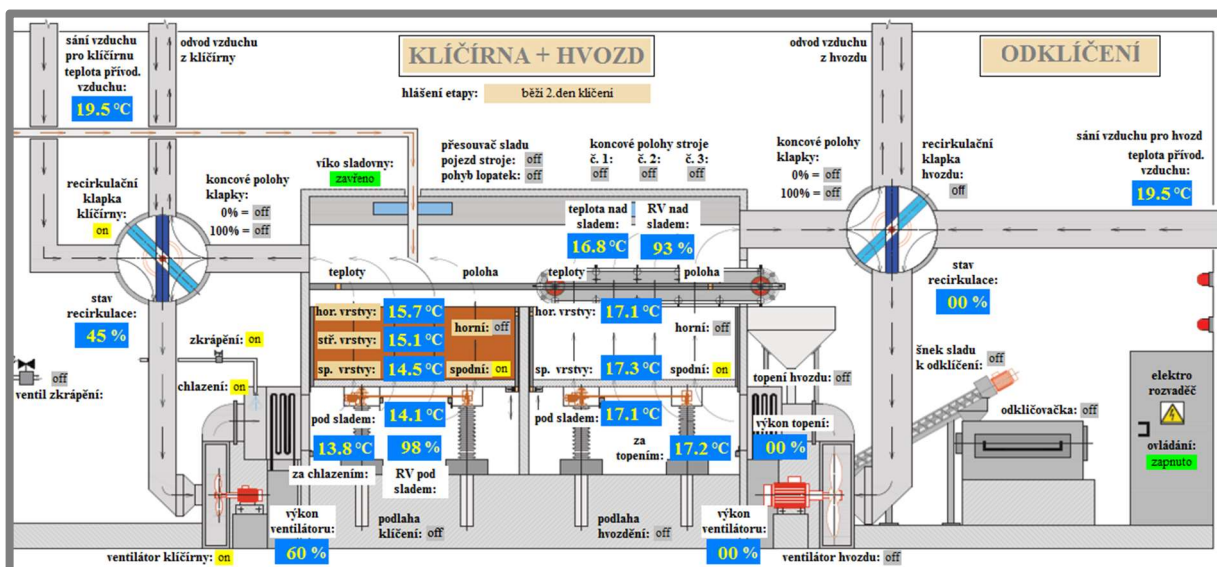 KLÍČÍRNA + HVOZD
ODKLÍČENÍ
hlášení etapy:
běží 2.den klíčení
sání vzduchu
pro klíčírnu
teplota přívod.
vzduchu:
19.5 °C
odvod vzduchu
z klíčírny
odvod vzduchu
z hvozdu
sání vzduchu pro hvozd
teplota přívod.
vzduchu:
19.5 °C
víko sladovny:
zavřeno
přesouvač sladu
pojezd stroje: off
pohyb lopatek: off
koncové polohy stroje
č. 1: č. 2: č. 3:
off off off
koncové polohy
klapky:
0% = off
100% = off
recirkulační
klapka
hvozdu:
off
recirkulační
klapka
klíčírny:
on
koncové polohy
klapky:
0% = off
100% = off
teplota nad
sladem:
16.8 °C
RV nad
sladem:
93 %
stav
recirkulace:
45 %
stav
recirkulace:
00 %
teploty
poloha
teploty
poloha
hor. vrstvy: 15.7 °C
horní: off
stř. vrstvy: 15.1 °C
sp. vrstvy: 14.5 °C
spodní: on
hor. vrstvy: 17.1 °C
horní: off
sp. vrstvy: 17.3 °C
spodní: on
zkrápění: on
off
ventil zkrápění:
chlazení: on
pod sladem: 14.1 °C
13.8 °C
za chlazením:
98 %
RV pod
sladem:
pod sladem: 17.1 °C
za
topením: 17.2 °C
topení hvozdu: off
výkon topení:
00 %
šnek sladu
k odklíčení: off
odkličovačka: off
elektro
rozvaděč
ovládání:
zapnuto
výkon
ventilátoru:
60 %
podlaha
klíčení: off
podlaha
hvozdění: off
výkon
ventilátoru:
00 %
ventilátor klíčírny: on
ventilátor hvozdu: off